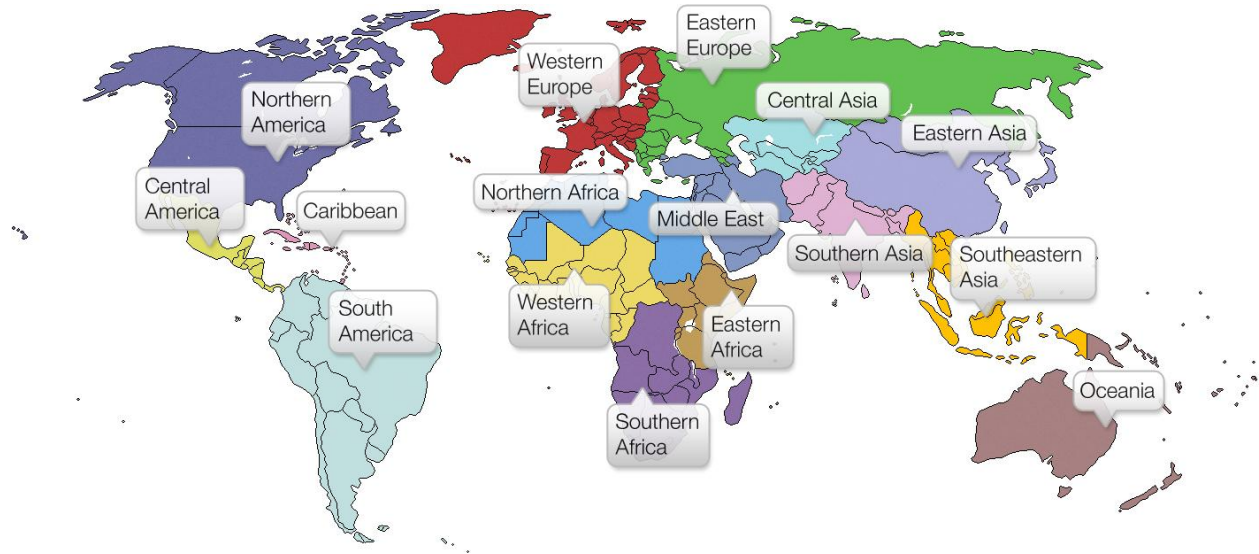 Eastern
Europe
Western
Europe
Northern
America
Central Asia
Eastern Asia
Central
America
Caribbean
Northern Africa
Middle East
Southern Asia
Southeastern
Asia
South
America
Western
Africa
Eastern
Africa
Oceania
Southern
Africa